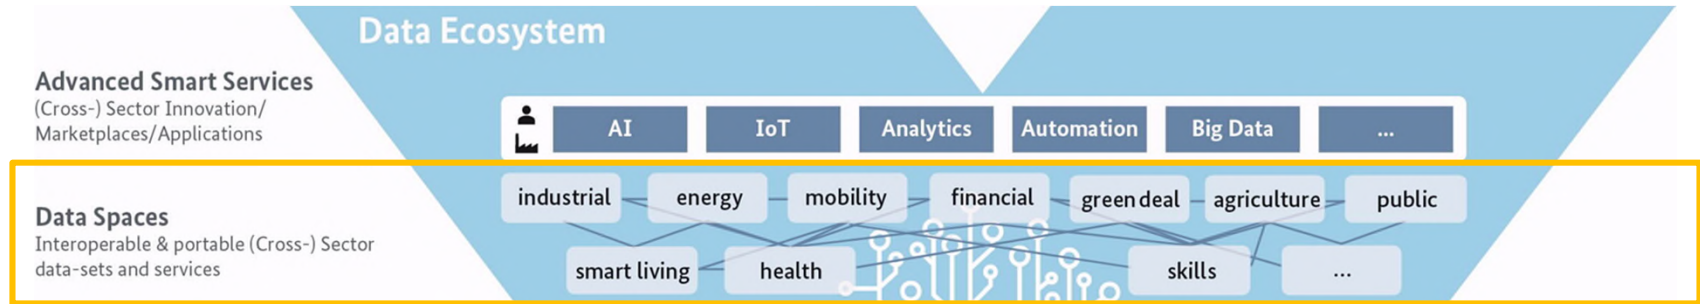 Data Ecosystem
Advanced Smart Services
(Cross-) Sector Innovation/
Marketplaces/Applications
AI IoT Analytics Automation Big Data ...
industrial energy mobility financial green deal agriculture public
Data Spaces
Interoperable & portable (Cross-) Sector
data-sets and services
smart living health skills ...